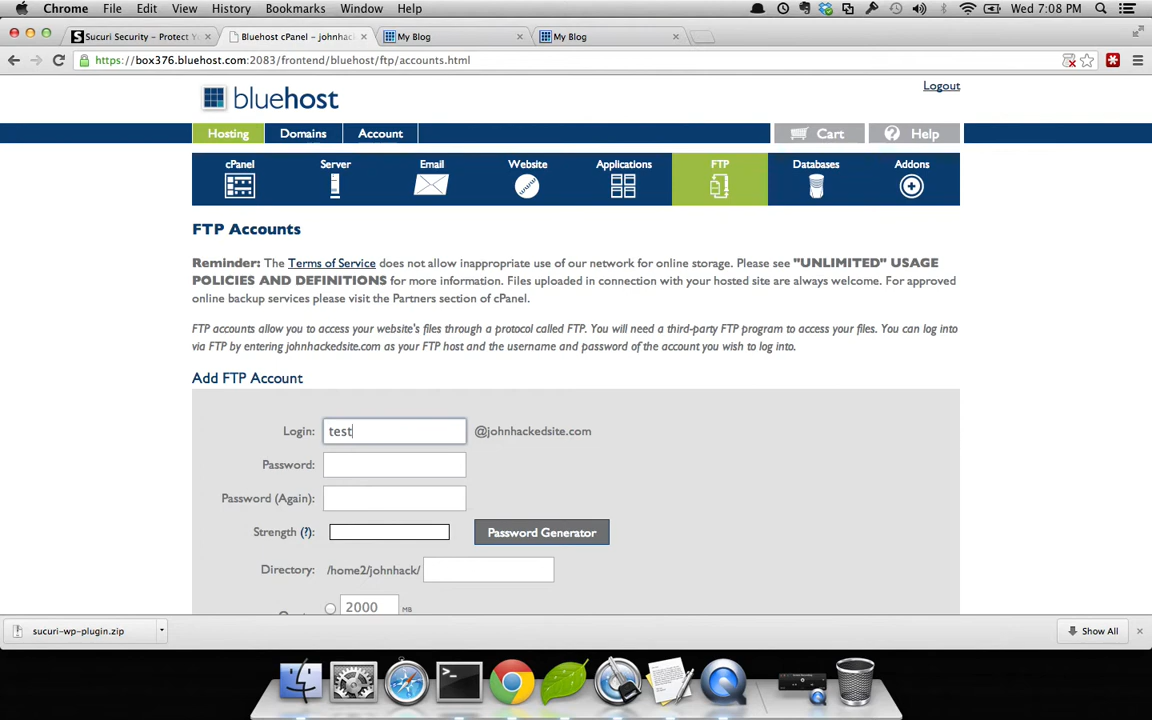 Chrome File Edit View History Bookmarks Window Help
Wed 7:08 PM
Sucuri Security – Protect Y
Bluehost cPanel – johnhac
My Blog
My Blog
https://box376.bluehost.com:2083/frontend/bluehost/ftp/accounts.html
Logout
bluehost
Hosting Domains Account
Cart Help
cPanel Server Email Website Applications FTP Databases Addons
FTP Accounts
Reminder: The Terms of Service does not allow inappropriate use of our network for online storage. Please see "UNLIMITED" USAGE
POLICIES AND DEFINITIONS for more information. Files uploaded in connection with your hosted site are always welcome. For approved
online backup services please visit the Partners section of cPanel.
FTP accounts allow you to access your website's files through a protocol called FTP. You will need a third-party FTP program to access your files. You can log into
via FTP by entering johnhackedsite.com as your FTP host and the username and password of the account you wish to log into.
Add FTP Account
Login: test @johnhackedsite.com
Password:
Password (Again):
Strength (?): Password Generator
Directory: /home2/johnhack/
2000 MB
sucuri-wp-plugin.zip
Show All